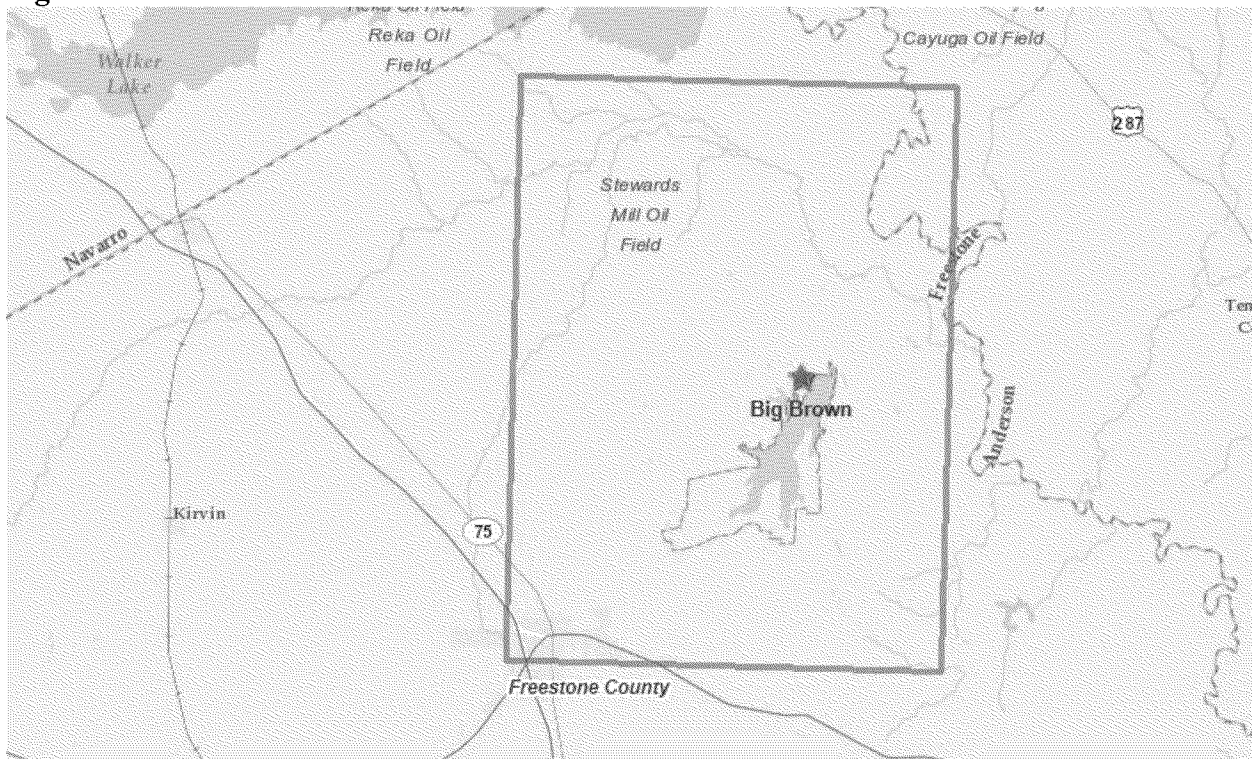 Reka Oil
Field
Cayuga Oil Field
Walker
Lake
287
Stewards
Mill Oil
Field
Navarro
Freestone
Big Brown
Anderson
Kirvin
75
Freestone County